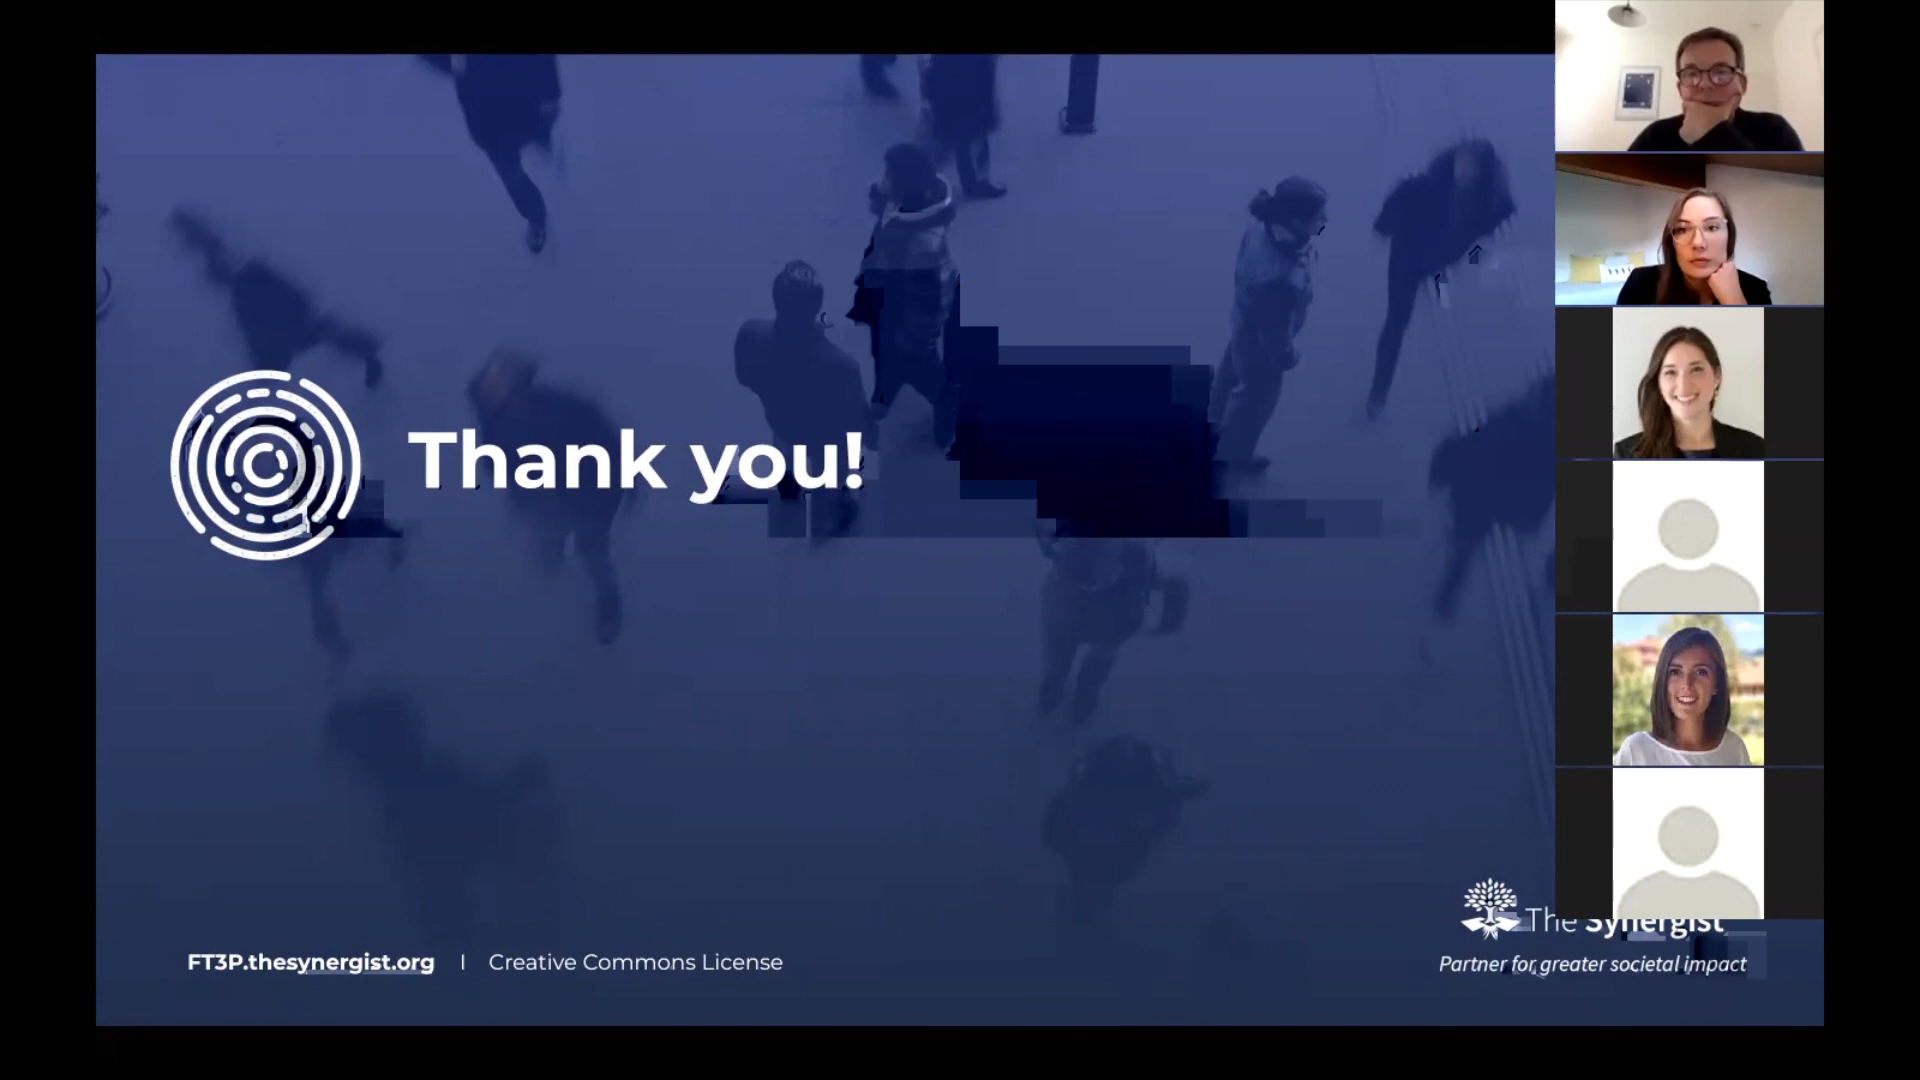 Thank you!
FT3P.thesynergist.org | Creative Commons License
The Synergist
Partner for greater societal impact